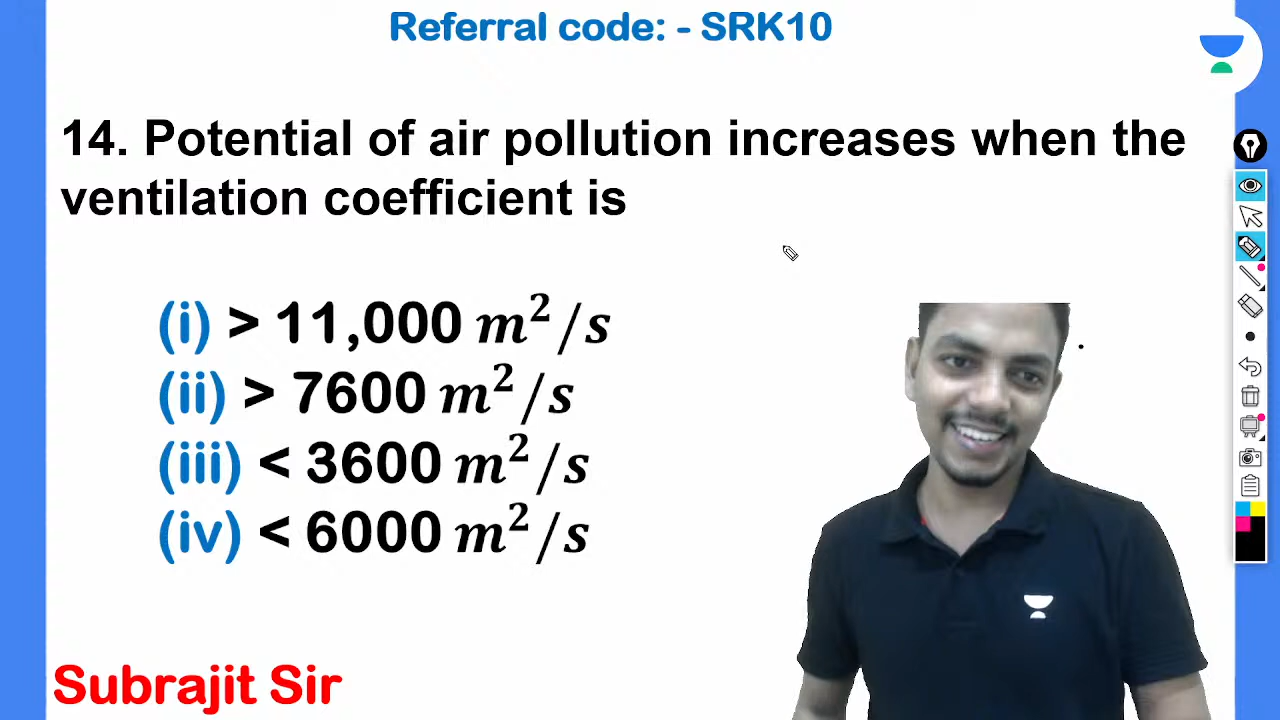 Referral code: - SRK10
14. Potential of air pollution increases when the
ventilation coefficient is
(i) > 11,000 m²/s
(ii) > 7600 m²/s
(iii) < 3600 m²/s
(iv) < 6000 m²/s
Subrajit Sir